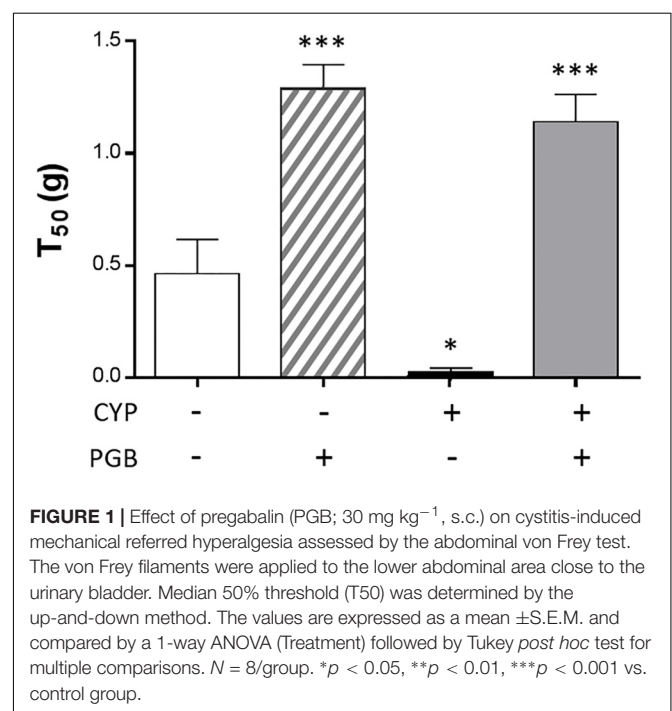 1.5
***
***
1.0
T50 (g)
0.5
*
0.0
CYP - - + +
PGB - + - +
FIGURE 1 | Effect of pregabalin (PGB; 30 mg kg−1, s.c.) on cystitis-induced
mechanical referred hyperalgesia assessed by the abdominal von Frey test.
The von Frey filaments were applied to the lower abdominal area close to the
urinary bladder. Median 50% threshold (T50) was determined by the
up-and-down method. The values are expressed as a mean ±S.E.M. and
compared by a 1-way ANOVA (Treatment) followed by Tukey post hoc test for
multiple comparisons. N = 8/group. *p < 0.05, **p < 0.01, ***p < 0.001 vs.
control group.